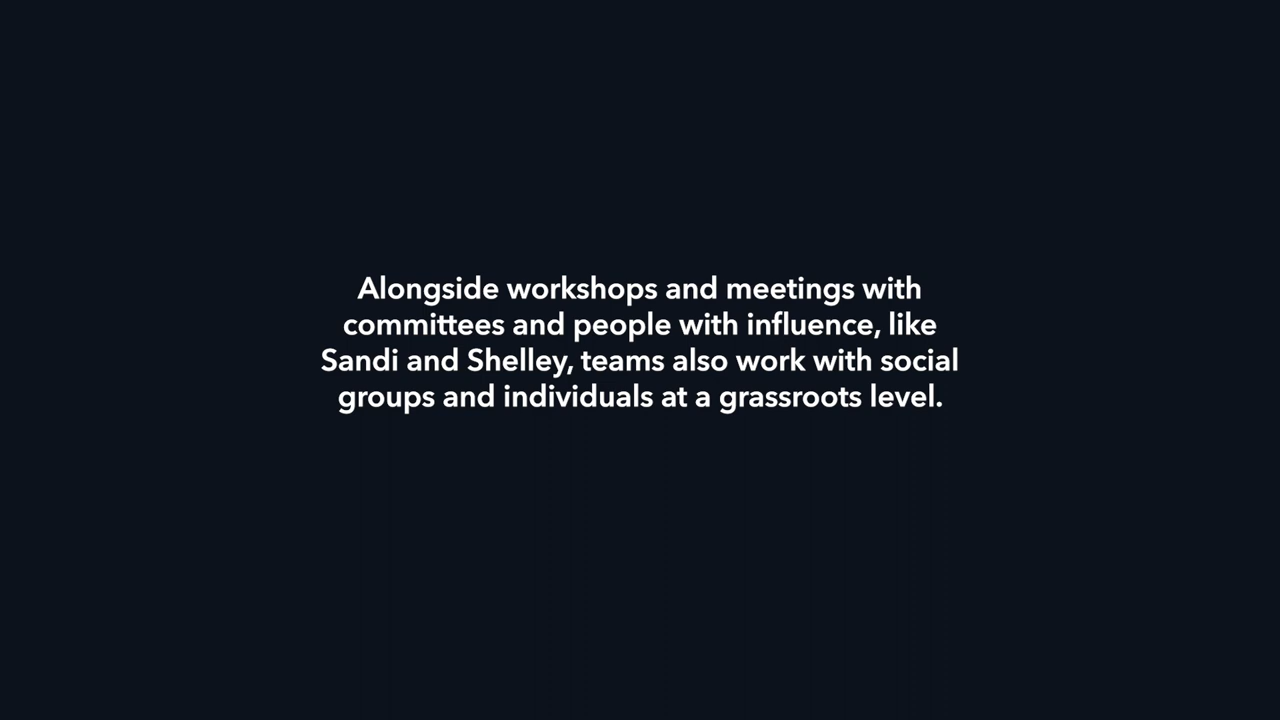 Alongside workshops and meetings with
committees and people with influence, like
Sandi and Shelley, teams also work with social
groups and individuals at a grassroots level.